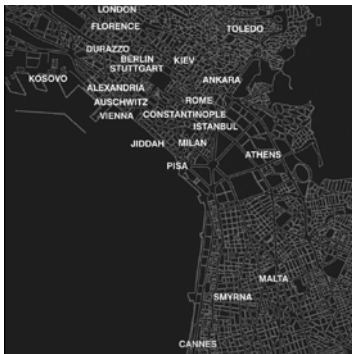 LONDON
FLORENCE
TOLEDO
DURAZZO
BERLIN
KIEV
STUTTGART
KOSOVO
ANKARA
ALEXANDRIA
AUSCHWITZ
ROME
VIENNA
CONSTANTINOPLE
ISTANBUL
JIDDAH
MILAN
ATHENS
PISA
MALTA
SMYRNA
CANNES